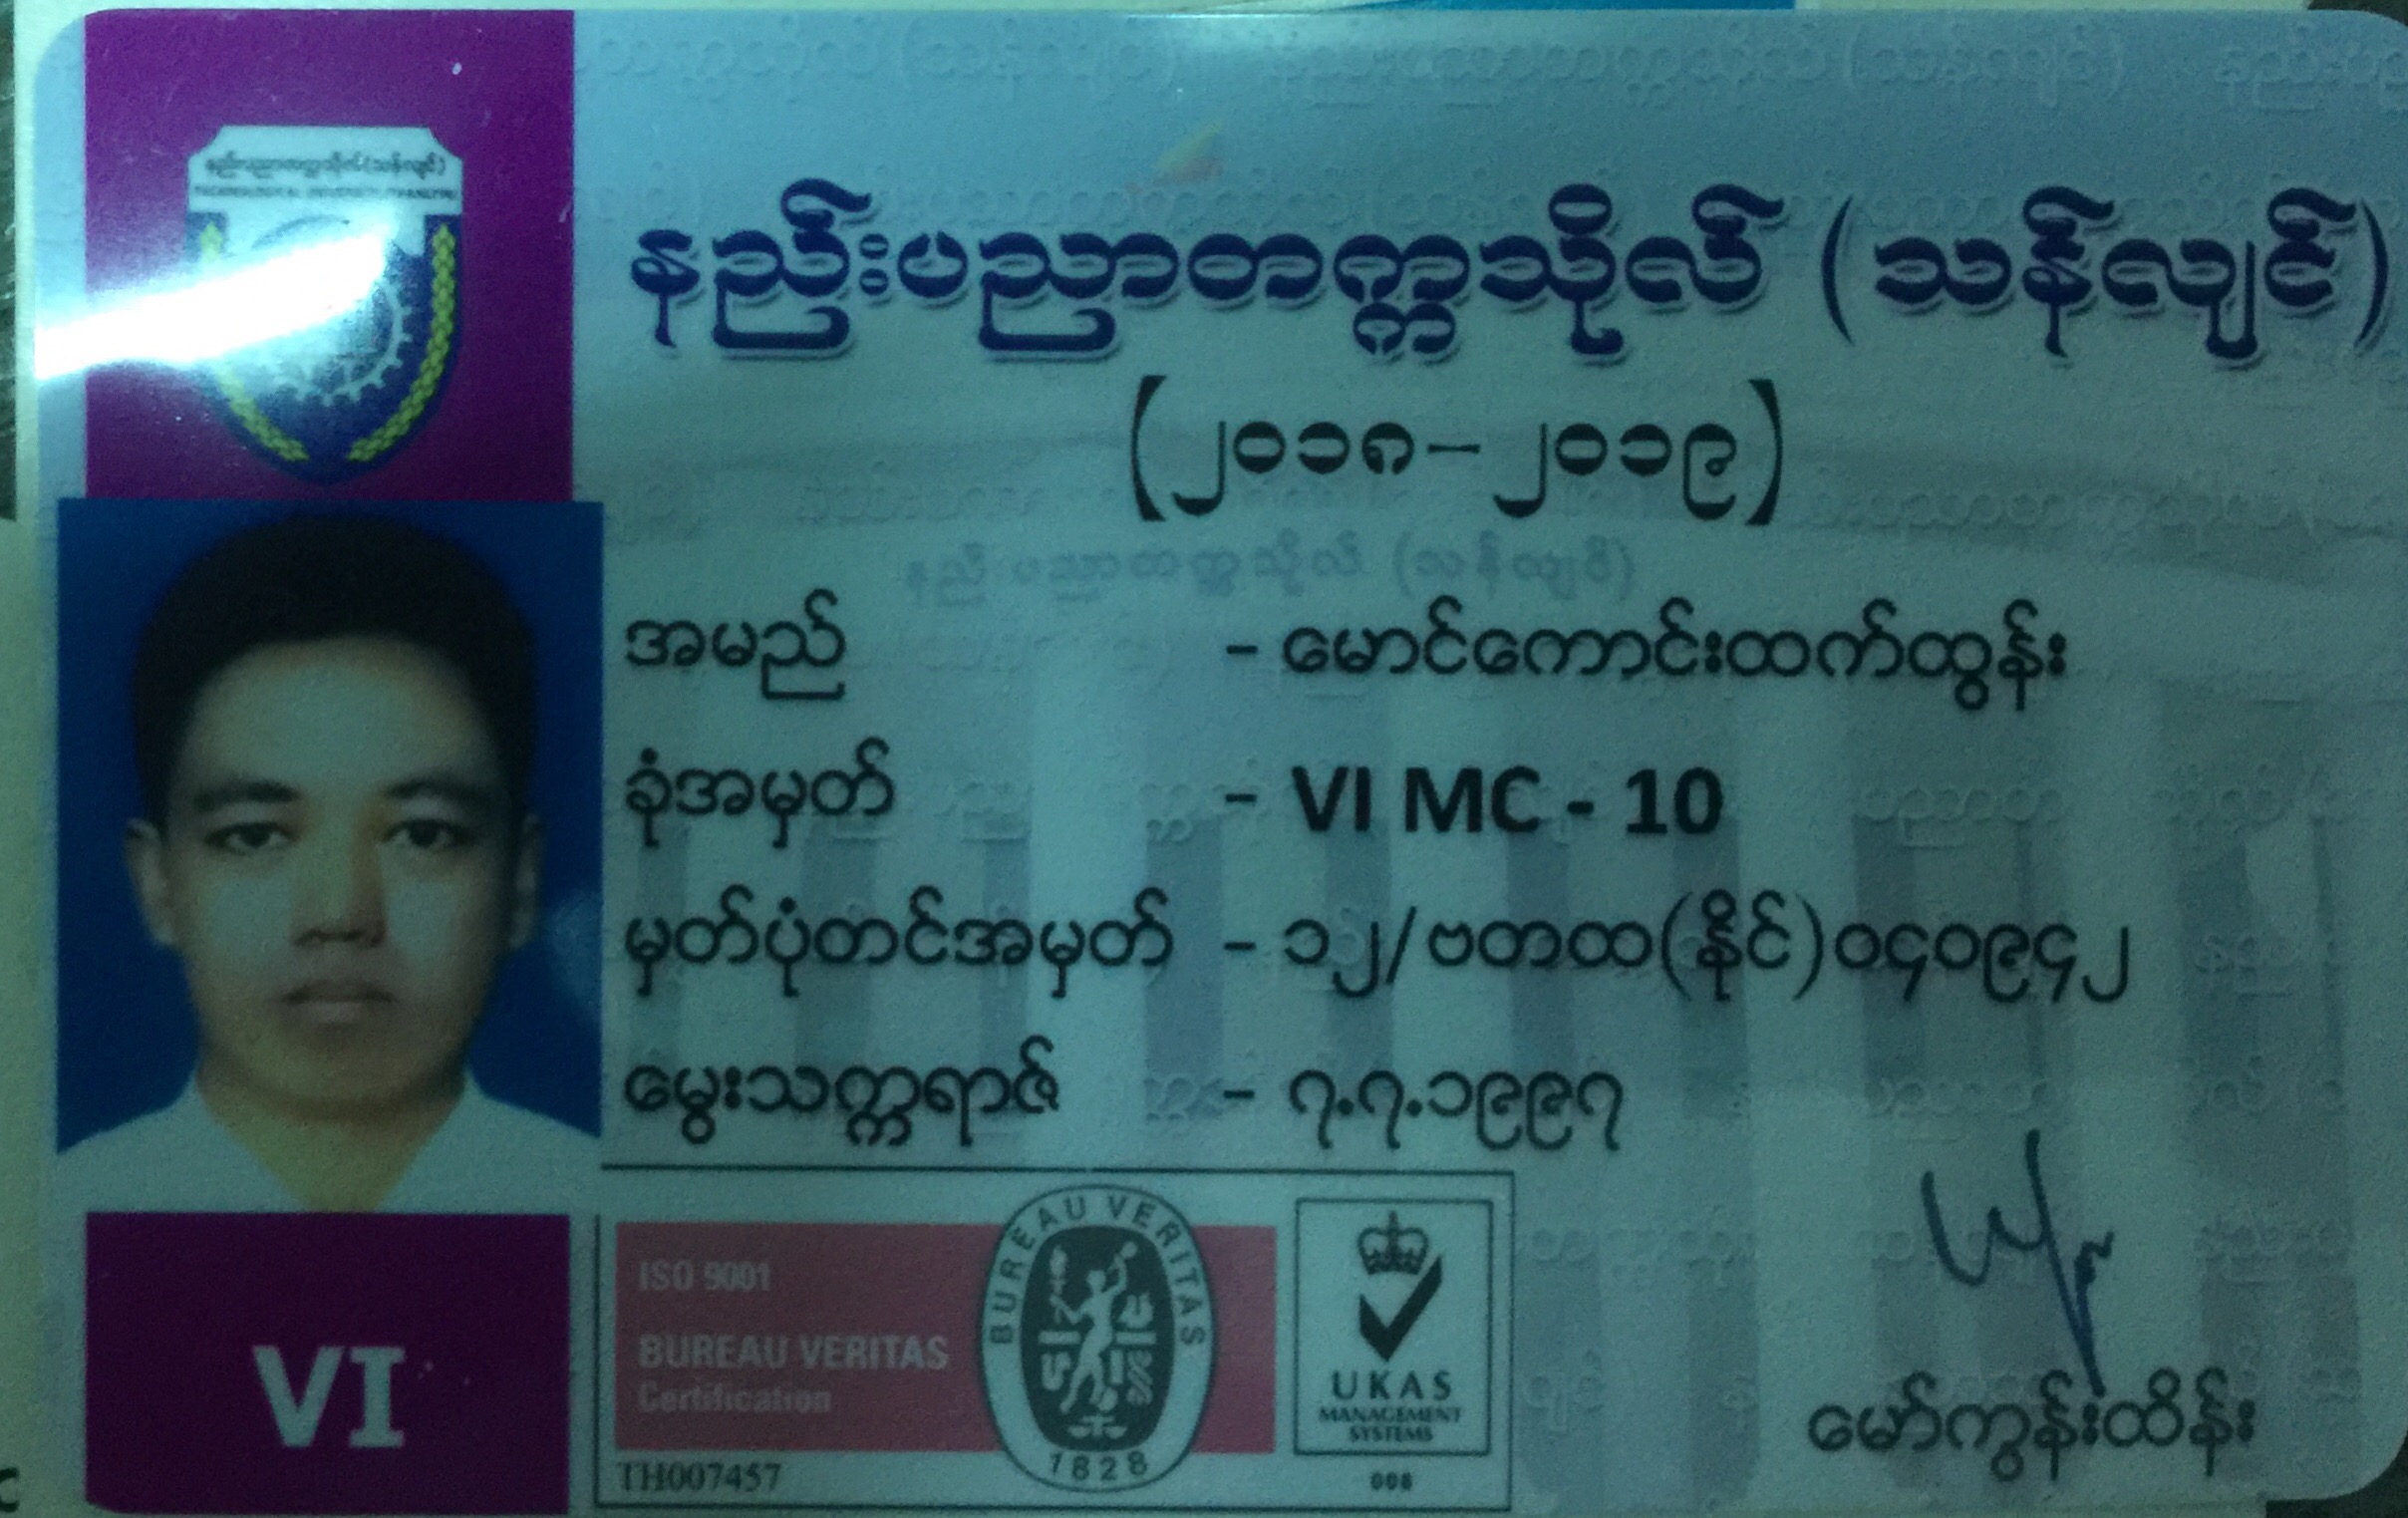 နည်းပညာတက္ကသိုလ်(သန်လျင်)
TECHNOLOGICAL UNIVERSITY (THANLYIN)
နည်းပညာတက္ကသိုလ် (သန်လျင်)
(၂၀၁၈–၂၀၁၉)
အမည် - မောင်ကောင်းထက်ထွန်း
ခုံအမှတ် - VI MC - 10
မှတ်ပုံတင်အမှတ် - ၁၂/ဗတထ(နိုင်)၀၄၀၉၄၂
မွေးသက္ကရာဇ် - ၇.၇.၁၉၉၇
VI
ISO 9001
BUREAU VERITAS
Certification
TH007457
BUREAU VERITAS
1828
UKAS
MANAGEMENT
SYSTEMS
008
မော်ကွန်းထိန်း